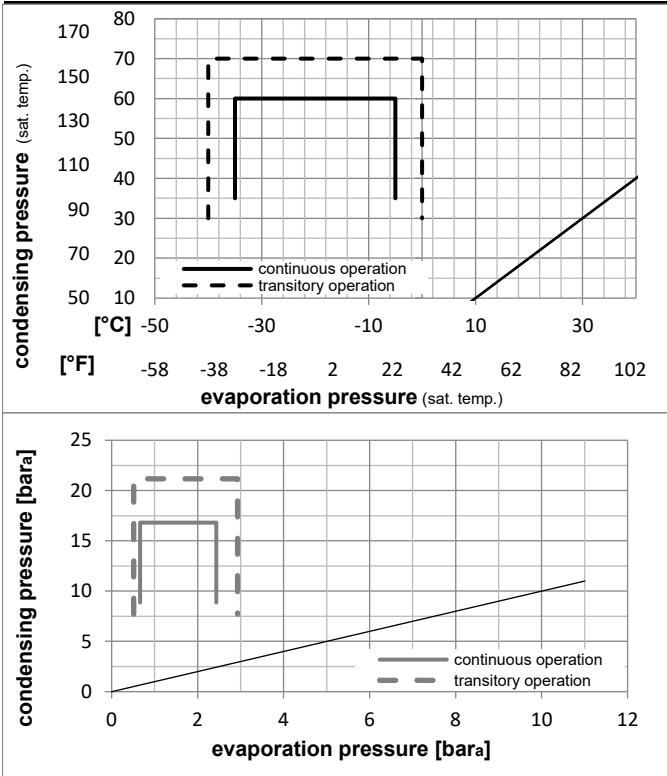 condensing pressure (sat. temp.)
170 80
150 70
130 60
110 50
90 40
70 30
50 20
10
continuous operation
transitory operation
[°C] -50 -30 -10 10 30
[°F] -58 -38 -18 2 22 42 62 82 102
evaporation pressure (sat. temp.)
condensing pressure [bara]
25
20
15
10
5
0
continuous operation
transitory operation
0 2 4 6 8 10 12
evaporation pressure [bara]